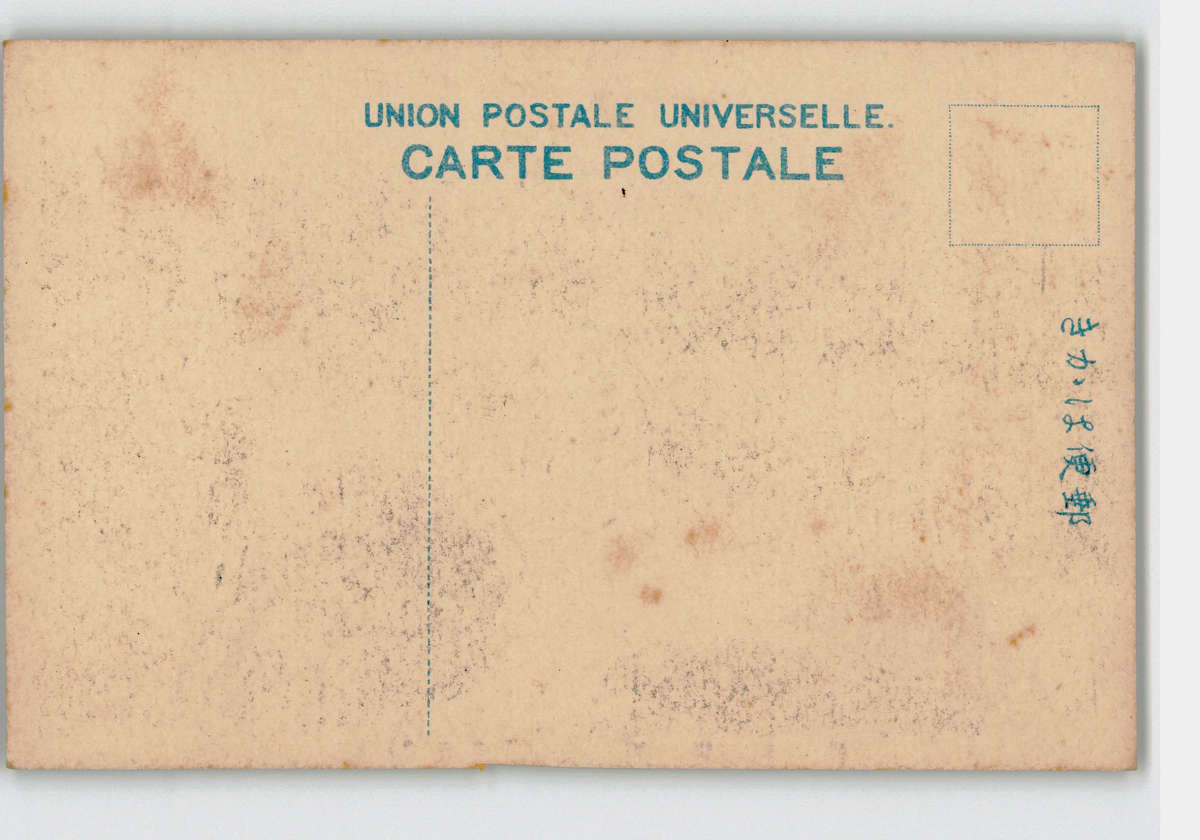 UNION POSTALE UNIVERSELLE.
CARTE POSTALE
郵便はかき